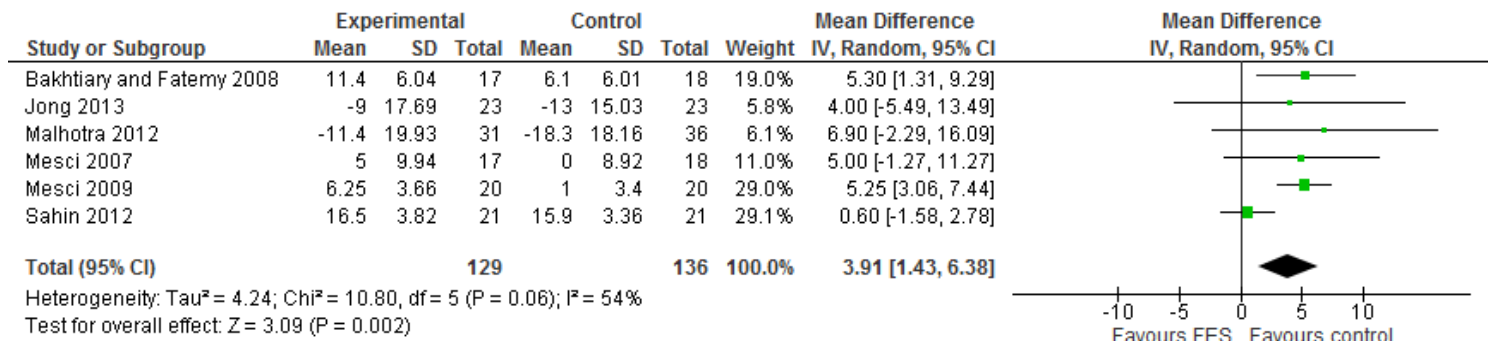 Experimental Control Mean Difference Mean Difference
Study or Subgroup Mean SD Total Mean SD Total Weight IV, Random, 95% CI IV, Random, 95% CI
Bakhtiary and Fatemy 2008 11.4 6.04 17 6.1 6.01 18 19.0% 5.30 [1.31, 9.29]
Jong 2013 -9 17.69 23 -13 15.03 23 5.8% 4.00 [-5.49, 13.49]
Malhotra 2012 -11.4 19.93 31 -18.3 18.16 36 6.1% 6.90 [-2.29, 16.09]
Mesci 2007 5 9.94 17 0 8.92 18 11.0% 5.00 [-1.27, 11.27]
Mesci 2009 6.25 3.66 20 1 3.4 20 29.0% 5.25 [3.06, 7.44]
Sahin 2012 16.5 3.82 21 15.9 3.36 21 29.1% 0.60 [-1.58, 2.78]
Total (95% CI) 129 136 100.0% 3.91 [1.43, 6.38]
Heterogeneity: Tau² = 4.24; Chi² = 10.80, df = 5 (P = 0.06); I² = 54%
Test for overall effect: Z = 3.09 (P = 0.002)
-10 -5 0 5 10
Favours FES Favours control